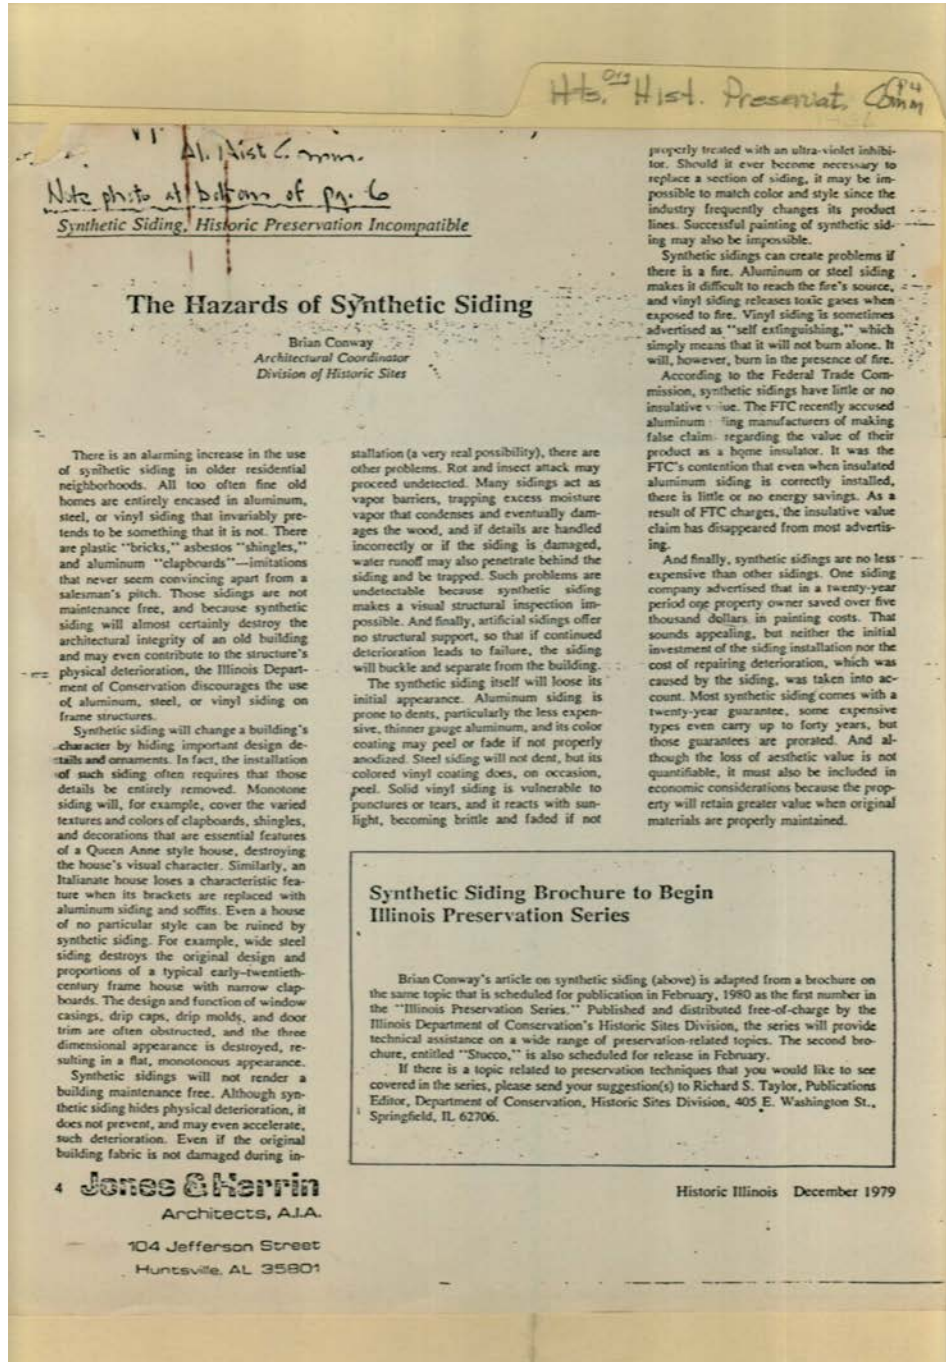 Hts. Org Hist. Preservat. Comm
Al. Hist Comm.
Note photo at bottom of pg. 6
Synthetic Siding, Historic Preservation Incompatible
The Hazards of Synthetic Siding
Brian Conway
Architectural Coordinator
Division of Historic Sites
There is an alarming increase in the use
of synthetic siding in older residential
neighborhoods. All too often fine old
homes are entirely encased in aluminum,
steel, or vinyl siding that invariably pre-
tends to be something that it is not. There
are plastic "bricks," asbestos "shingles,"
and aluminum "clapboards"—imitations
that never seem convincing apart from a
salesman's pitch. Those sidings are not
maintenance free, and because synthetic
siding will almost certainly destroy the
architectural integrity of an old building
and may even contribute to the structure's
physical deterioration, the Illinois Depart-
ment of Conservation discourages the use
of aluminum, steel, or vinyl siding on
frame structures.
Synthetic siding will change a building's
character by hiding important design de-
tails and ornaments. In fact, the installation
of such siding often requires that those
details be entirely removed. Monotone
siding will, for example, cover the varied
textures and colors of clapboards, shingles,
and decorations that are essential features
of a Queen Anne style house, destroying
the house's visual character. Similarly, an
Italianate house loses a characteristic fea-
ture when its brackets are replaced with
aluminum siding and soffits. Even a house
of no particular style can be ruined by
synthetic siding. For example, wide steel
siding destroys the original design and
proportions of a typical early-twentieth-
century frame house with narrow clap-
boards. The design and function of window
casings, drip caps, drip molds, and door
trim are often obstructed, and the three
dimensional appearance is destroyed, re-
sulting in a flat, monotonous appearance.
Synthetic sidings will not render a
building maintenance free. Although syn-
thetic siding hides physical deterioration, it
does not prevent, and may even accelerate,
such deterioration. Even if the original
building fabric is not damaged during in-
stallation (a very real possibility), there are
other problems. Rot and insect attack may
proceed undetected. Many sidings act as
vapor barriers, trapping excess moisture
vapor that condenses and eventually dam-
ages the wood, and if details are handled
incorrectly or if the siding is damaged,
water runoff may also penetrate behind the
siding and be trapped. Such problems are
undetectable because synthetic siding
makes a visual structural inspection im-
possible. And finally, artificial sidings offer
no structural support, so that if continued
deterioration leads to failure, the siding
will buckle and separate from the building.
The synthetic siding itself will loose its
initial appearance. Aluminum siding is
prone to dents, particularly the less expen-
sive, thinner gauge aluminum, and its color
coating may peel or fade if not properly
anodized. Steel siding will not dent, but its
colored vinyl coating does, on occasion,
peel. Solid vinyl siding is vulnerable to
punctures or tears, and it reacts with sun-
light, becoming brittle and faded if not
properly treated with an ultra-violet inhibi-
tor. Should it ever become necessary to
replace a section of siding, it may be im-
possible to match color and style since the
industry frequently changes its product
lines. Successful painting of synthetic sid-
ing may also be impossible.
Synthetic sidings can create problems if
there is a fire. Aluminum or steel siding
makes it difficult to reach the fire's source,
and vinyl siding releases toxic gases when
exposed to fire. Vinyl siding is sometimes
advertised as "self extinguishing," which
simply means that it will not burn alone. It
will, however, burn in the presence of fire.
According to the Federal Trade Com-
mission, synthetic sidings have little or no
insulative The FTC recently accused
aluminum manufacturers of making
false claims regarding the value of their
product as a home insulator. It was the
FTC's contention that even when insulated
aluminum siding is correctly installed,
there is little or no energy savings. As a
result of FTC charges, the insulative value
claim has disappeared from most advertis-
ing.
And finally, synthetic sidings are no less
expensive than other sidings. One siding
company advertised that in a twenty-year
period one property owner saved over five
thousand dollars in painting costs. That
sounds appealing, but neither the initial
investment of the siding installation nor the
cost of repairing deterioration, which was
caused by the siding, was taken into ac-
count. Most synthetic siding comes with a
twenty-year guarantee, some expensive
types even carry up to forty years, but
those guarantees are prorated. And al-
though the loss of aesthetic value is not
quantifiable, it must also be included in
economic considerations because the prop-
erty will retain greater value when original
materials are properly maintained.
Synthetic Siding Brochure to Begin
Illinois Preservation Series
Brian Conway's article on synthetic siding (above) is adapted from a brochure on
the same topic that is scheduled for publication in February, 1980 as the first number in
the "Illinois Preservation Series." Published and distributed free-of-charge by the
Illinois Department of Conservation's Historic Sites Division, the series will provide
technical assistance on a wide range of preservation-related topics. The second bro-
chure, entitled "Stucco," is also scheduled for release in February.
If there is a topic related to preservation techniques that you would like to see
covered in the series, please send your suggestion(s) to Richard S. Taylor, Publications
Editor, Department of Conservation, Historic Sites Division, 405 E. Washington St.,
Springfield, IL 62706.
4
Jones & Herrin
Architects, A.I.A.
104 Jefferson Street
Huntsville, AL 35801
Historic Illinois December 1979